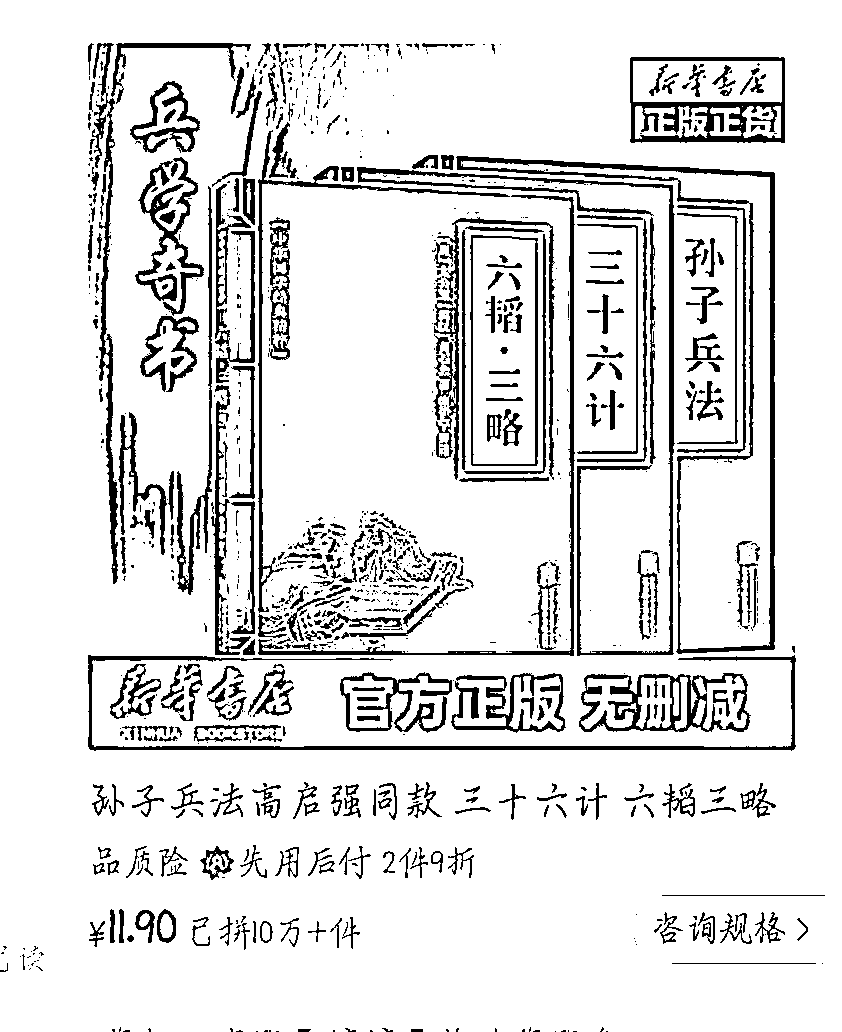 新华书店
正版正货
兵学奇书
六韬·三略
三十六计
孙子兵法
新华书店
XINHUA BOOKSTORE
官方正版 无删减
孙子兵法高启强同款 三十六计 六韬三略
品质险 先用后付 2件9折
¥11.90 已拼10万+件
咨询规格 >
读